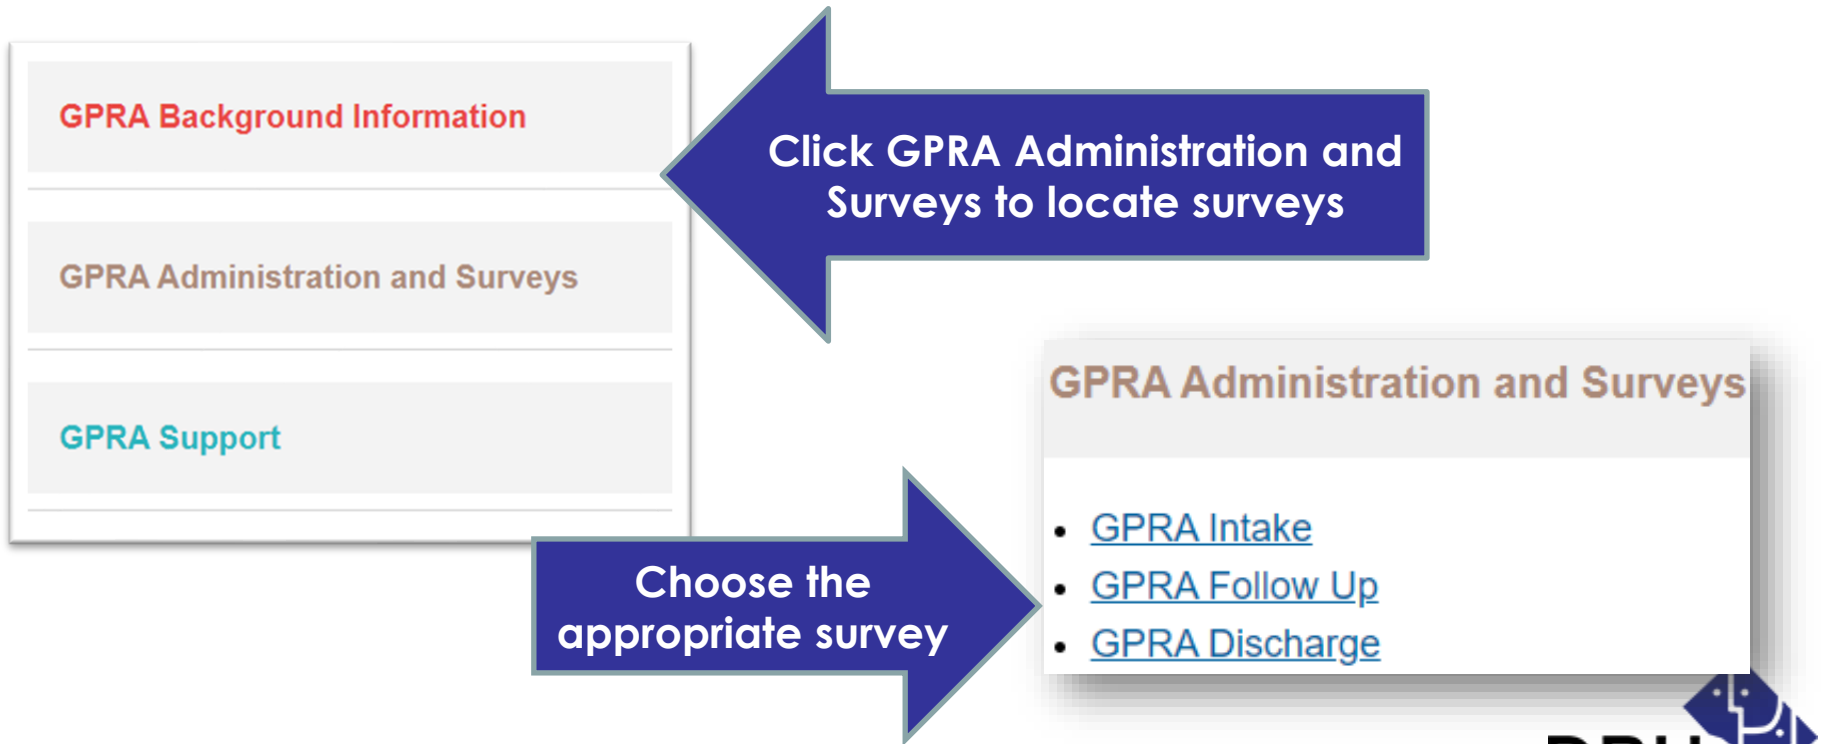 GPRA Background Information
Click GPRA Administration and
Surveys to locate surveys
GPRA Administration and Surveys
GPRA Support
GPRA Administration and Surveys
Choose the
appropriate survey
• GPRA Intake
• GPRA Follow Up
• GPRA Discharge